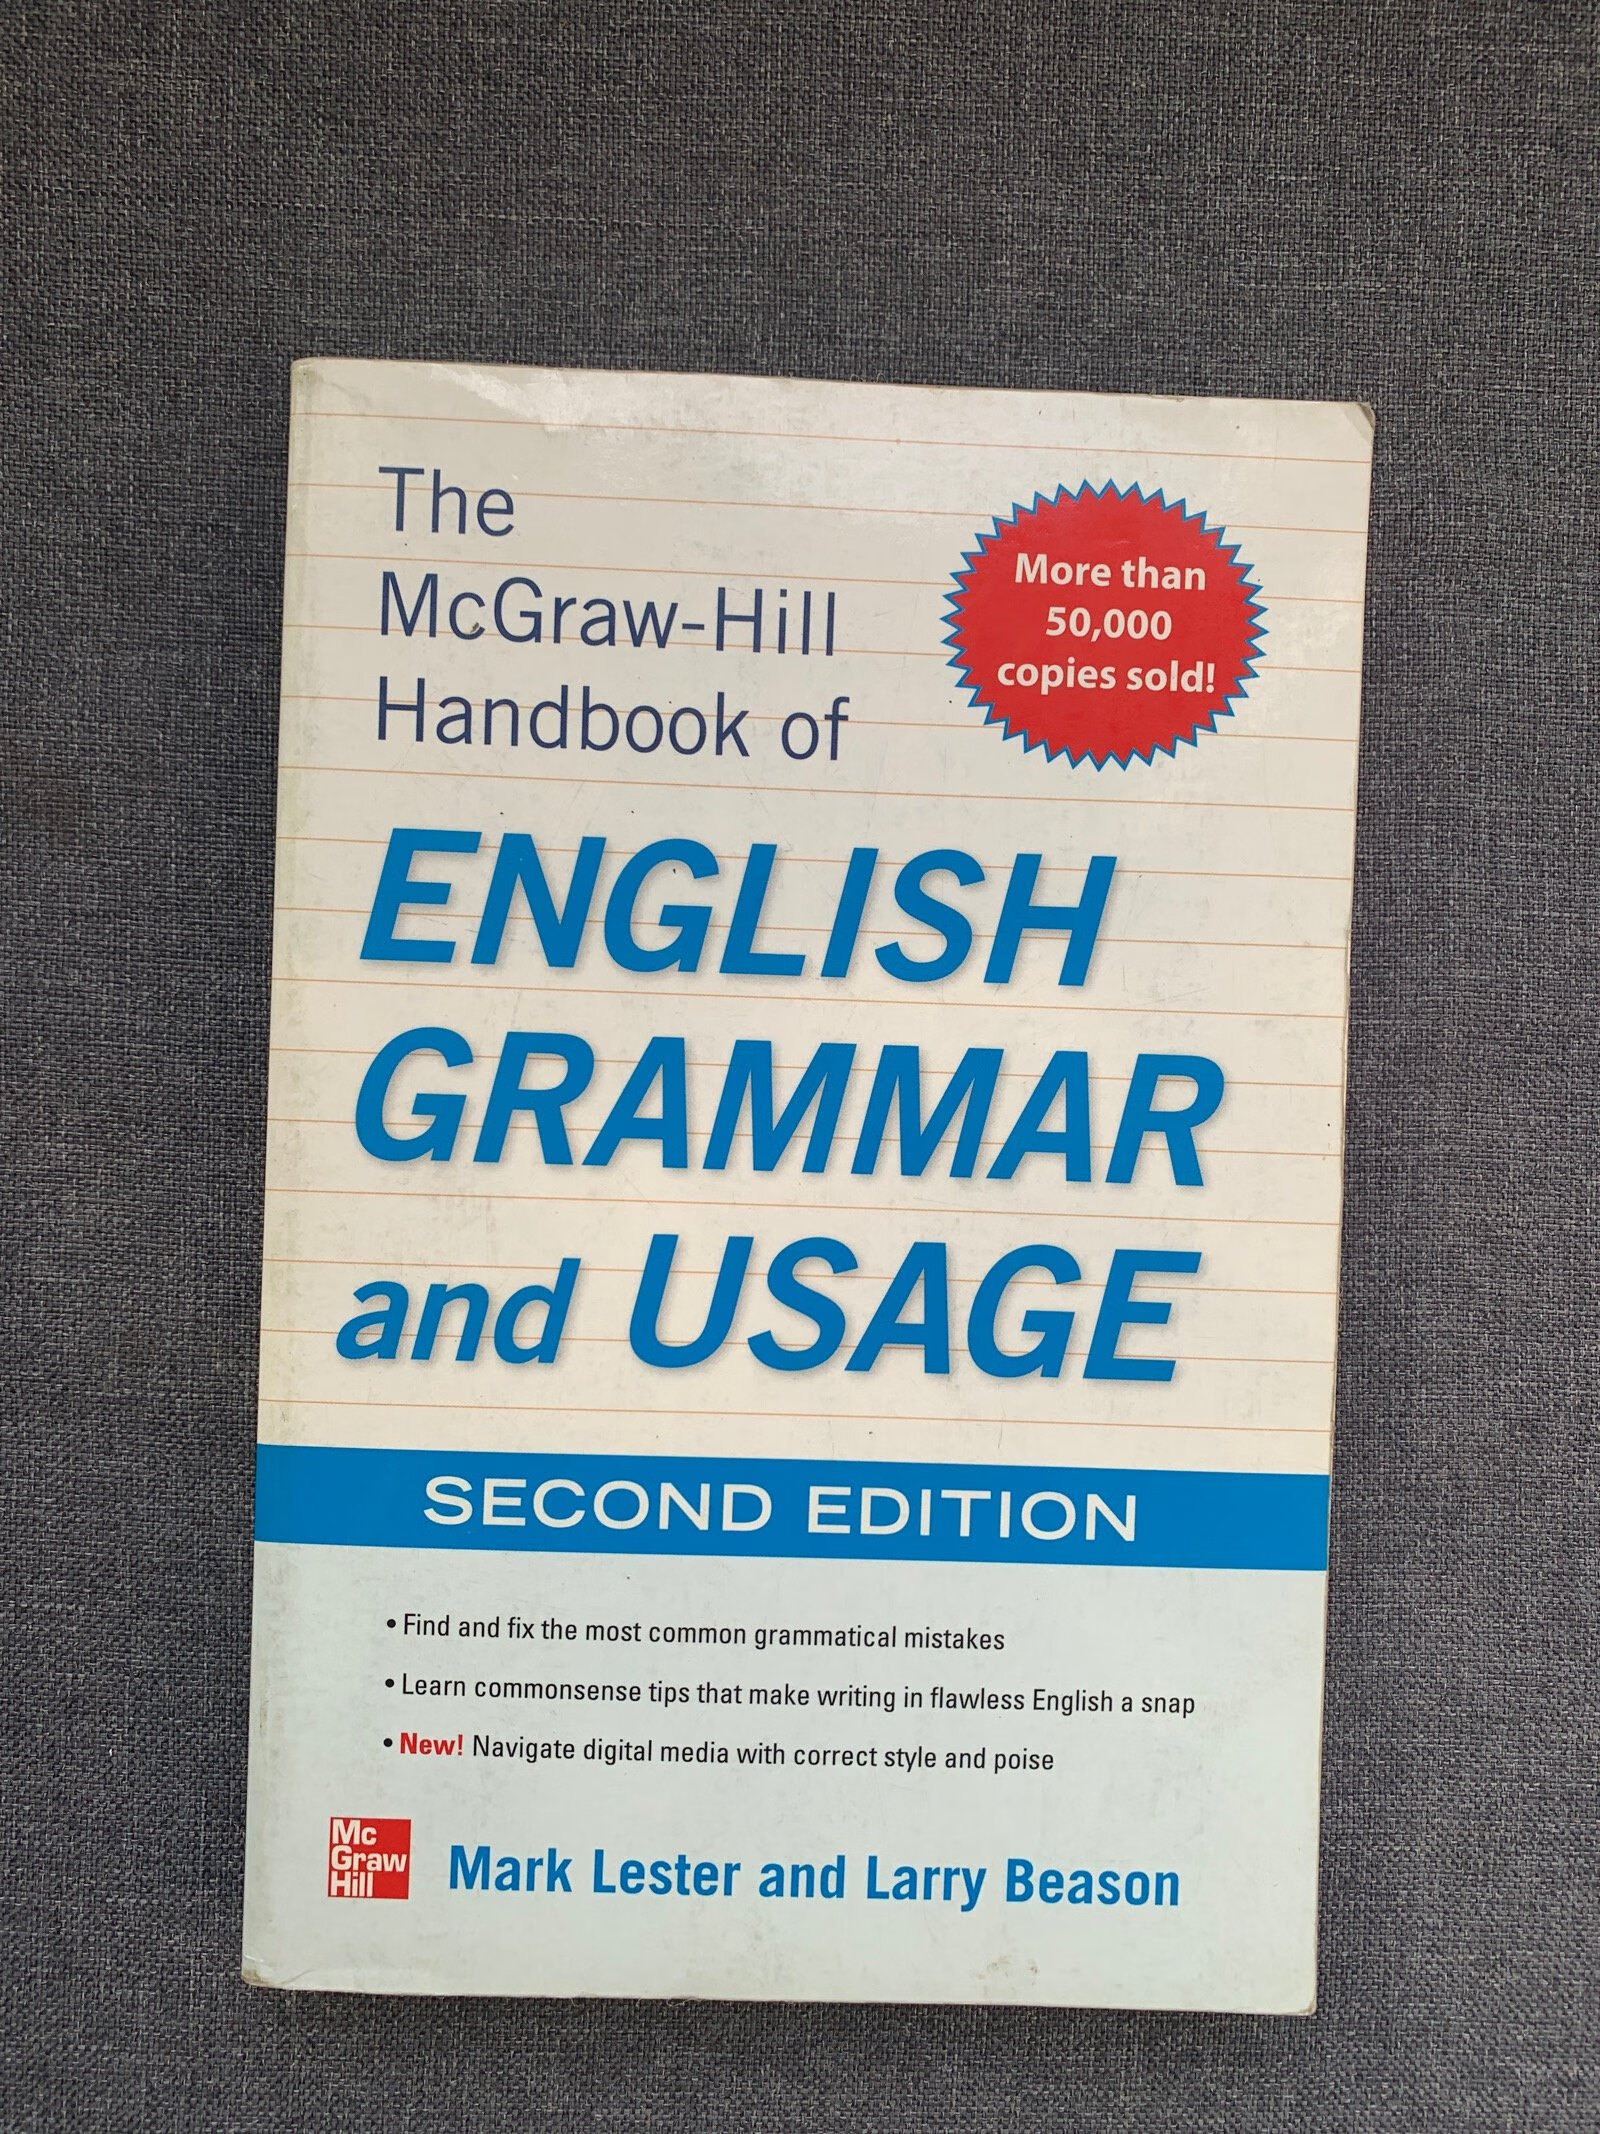 The
McGraw-Hill
Handbook of
More than
50,000
copies sold!
ENGLISH
GRAMMAR
and USAGE
SECOND EDITION
• Find and fix the most common grammatical mistakes
• Learn commonsense tips that make writing in flawless English a snap
• New! Navigate digital media with correct style and poise
Mc
Graw
Hill
Mark Lester and Larry Beason